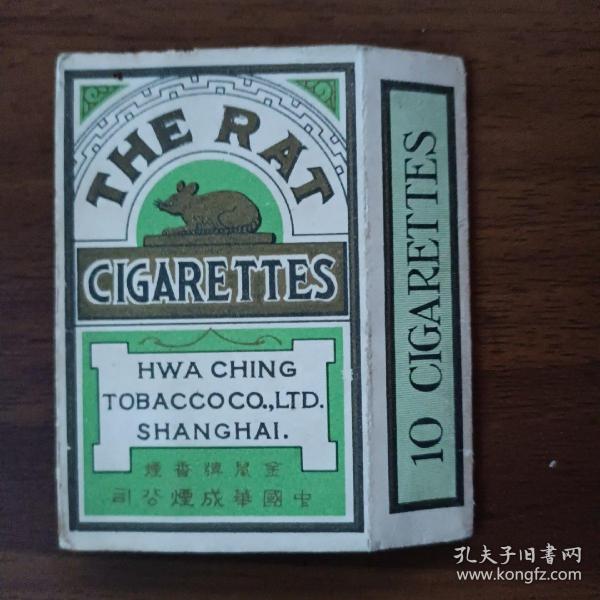 THE RAT
CIGARETTES
HWA CHING
TOBACCO CO., LTD.
SHANGHAI.
金鼠牌香煙
中國華成煙公司
10 CIGARETTES
孔夫子旧書网
www.kongfz.com